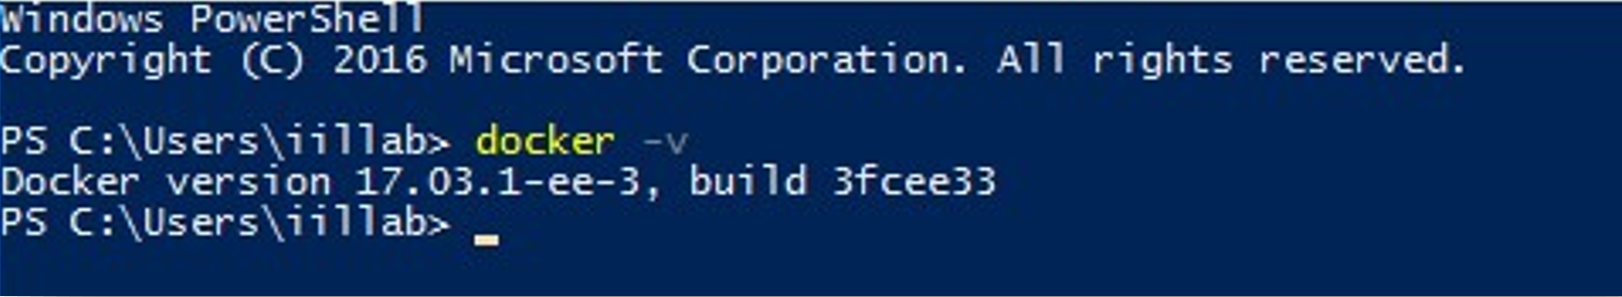 Windows PowerShell
Copyright (C) 2016 Microsoft Corporation. All rights reserved.
PS C:\Users\iillab> docker -v
Docker version 17.03.1-ee-3, build 3fcee33
PS C:\Users\iillab>